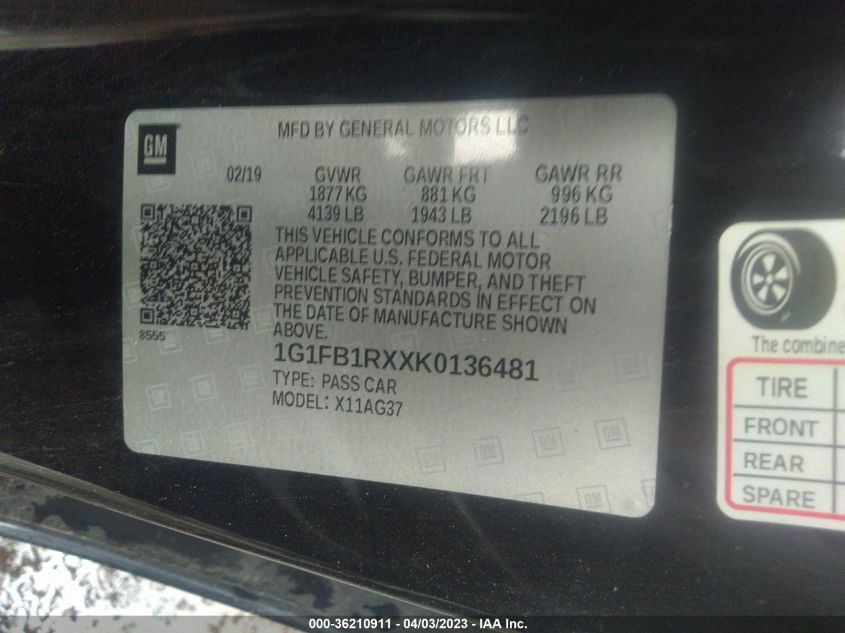 GM
MFD BY GENERAL MOTORS LLC
02/19 GVWR GAWR FRT GAWR RR
1877 KG 881 KG 996 KG
4139 LB 1943 LB 2196 LB
THIS VEHICLE CONFORMS TO ALL
APPLICABLE U.S. FEDERAL MOTOR
VEHICLE SAFETY, BUMPER, AND THEFT
PREVENTION STANDARDS IN EFFECT ON
THE DATE OF MANUFACTURE SHOWN
ABOVE.
8555
1G1FB1RXXK0136481
TYPE: PASS CAR
MODEL: X11AG37
The combine
TIRE
FRONT
REAR
SPARE
000-36210911 - 04/03/2023 - IAA Inc.